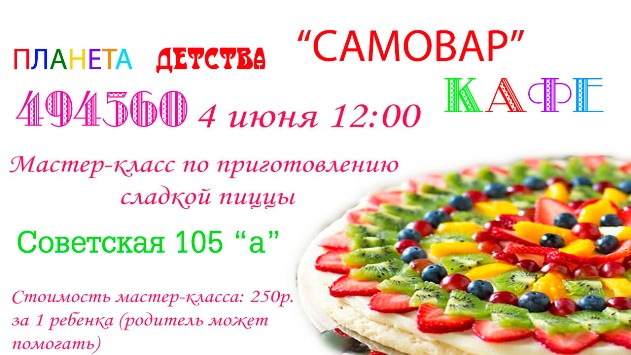 ПЛАНЕТА ДЕТСТВА
"САМОВАР"
КАФЕ
494560
4 июня 12:00
Мастер-класс по приготовлению
сладкой пиццы
Советская 105 "а"
Стоимость мастер-класса: 250р.
за 1 ребенка (родитель может
помогать)